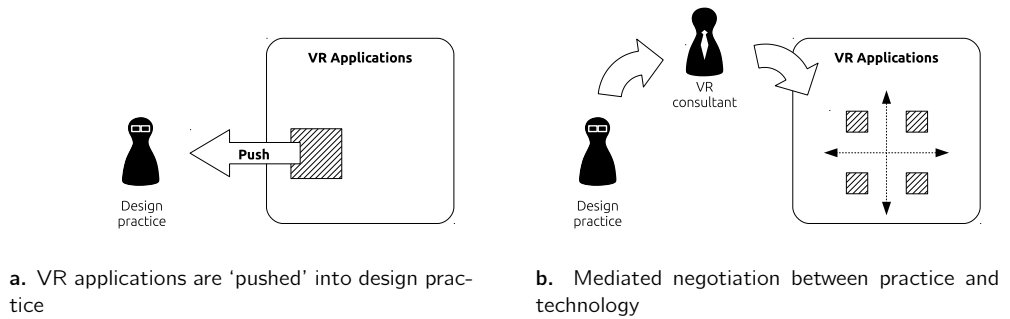 VR Applications
Push
Design
practice
a. VR applications are ‘pushed’ into design prac-
tice
VR
consultant
VR Applications
Design
practice
b. Mediated negotiation between practice and
technology